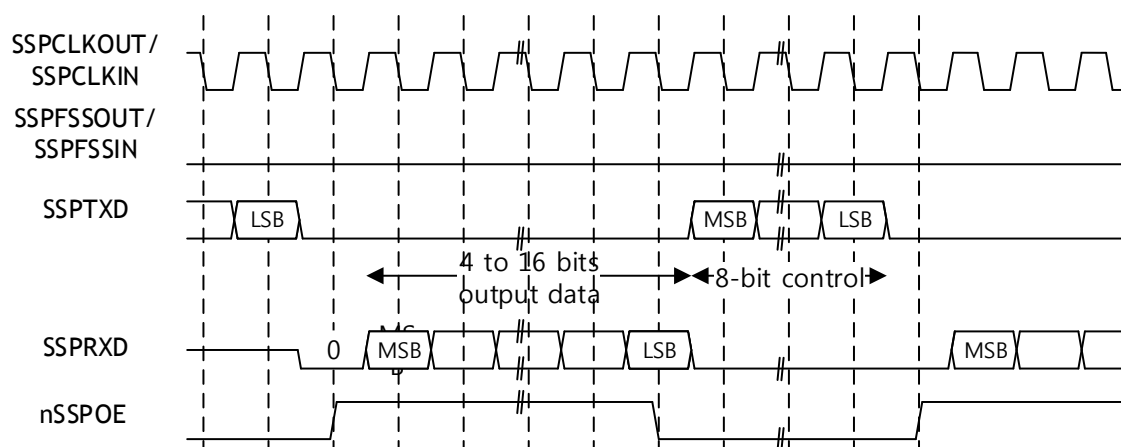 SSPCLKOUT/
SSPCLKIN
SSPFSSOUT/
SSPFSSIN
SSPTXD
LSB
MSB
LSB
4 to 16 bits
output data
8-bit control
SSPRXD
0
MSB
LSB
MSB
nSSPOE